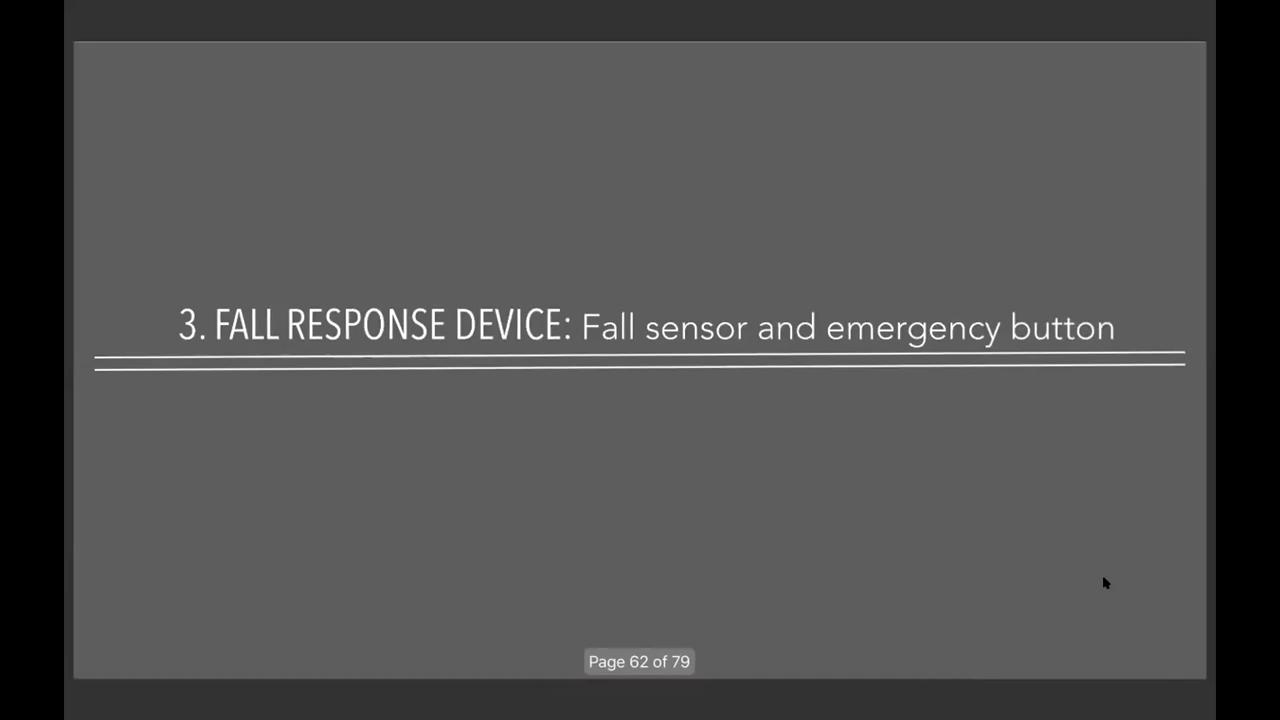 3. FALL RESPONSE DEVICE: Fall sensor and emergency button
Page 62 of 79